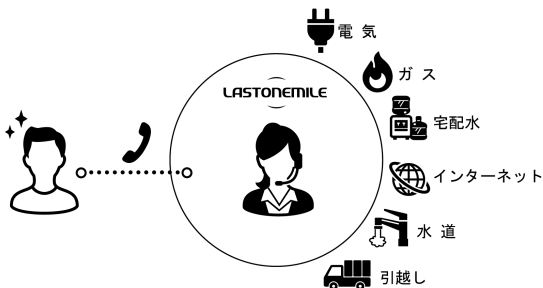 電 気
ガ ス
LASTONEMILE
宅配水
インターネット
水 道
引越し